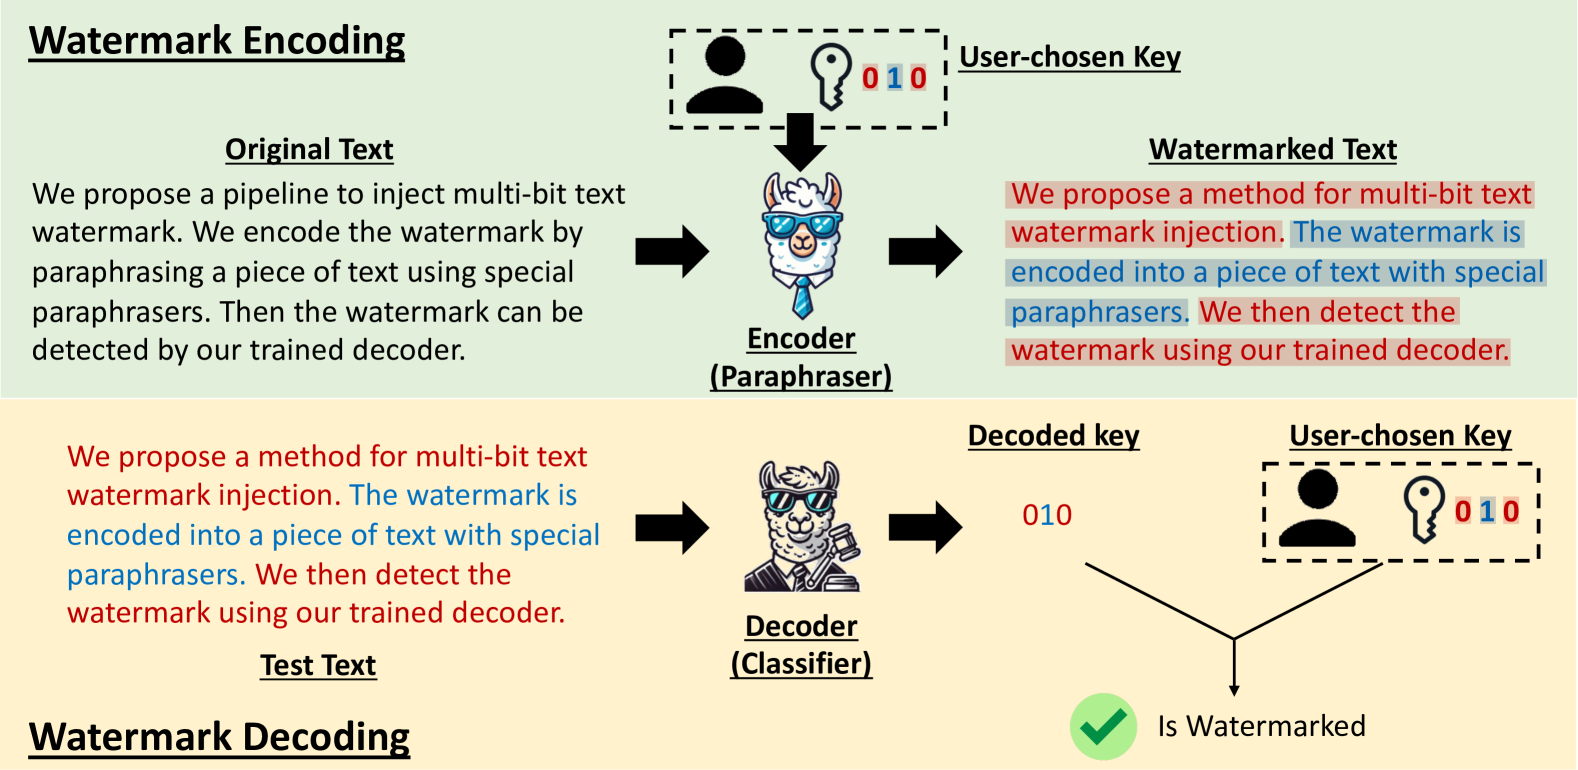 Watermark Encoding
0 1 0
User-chosen Key
Original Text
We propose a pipeline to inject multi-bit text
watermark. We encode the watermark by
paraphrasing a piece of text using special
paraphrasers. Then the watermark can be
detected by our trained decoder.
Encoder
(Paraphraser)
Watermarked Text
We propose a method for multi-bit text
watermark injection. The watermark is
encoded into a piece of text with special
paraphrasers. We then detect the
watermark using our trained decoder.
We propose a method for multi-bit text
watermark injection. The watermark is
encoded into a piece of text with special
paraphrasers. We then detect the
watermark using our trained decoder.
Test Text
Decoder
(Classifier)
Decoded key
010
User-chosen Key
0 1 0
Is Watermarked
Watermark Decoding